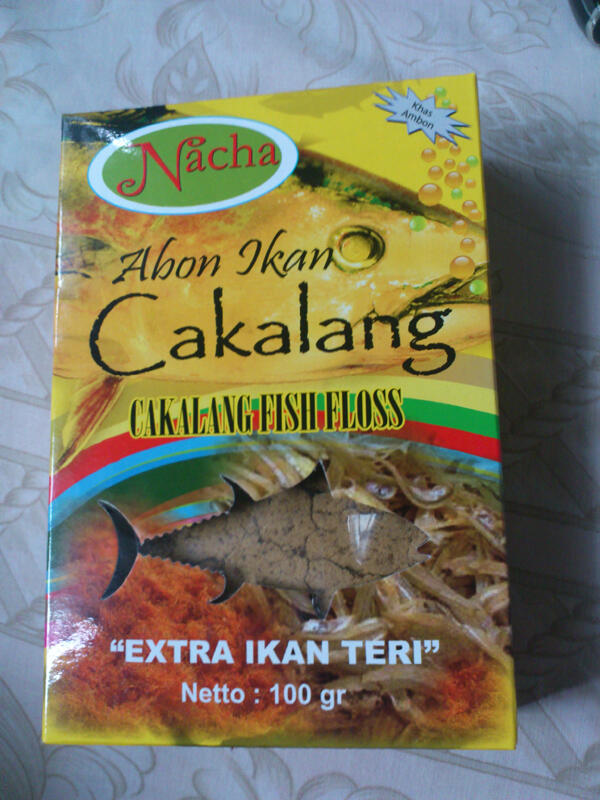 Khas
Ambon
Nacha
Abon Ikan
Cakalang
CAKALANG FISH FLOSS
"EXTRA IKAN TERI"
Netto : 100 gr